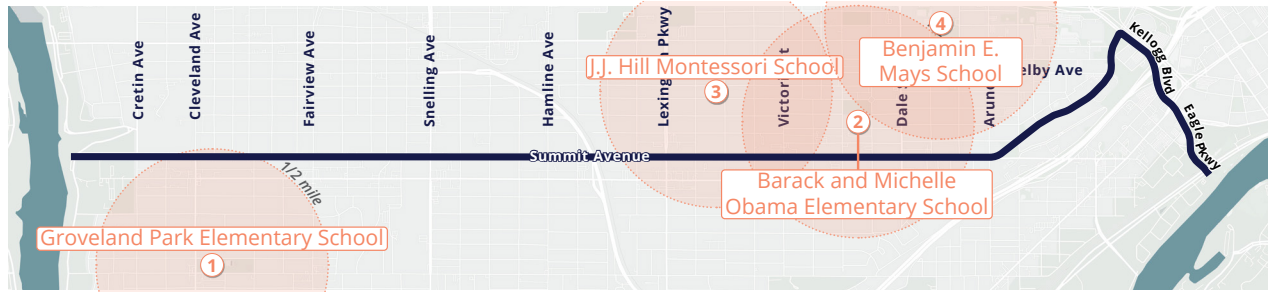 Cretin Ave
Cleveland Ave
Fairview Ave
Snelling Ave
Hamline Ave
Pkwy
Kellogg Blvd
Eagle Pkwy
4
Benjamin E.
Mays School
J.J. Hill Montessori School
3
2
Dale
Ave
Summit Avenue
1/2 mile
Barack and Michelle
Obama Elementary School
Groveland Park Elementary School
1